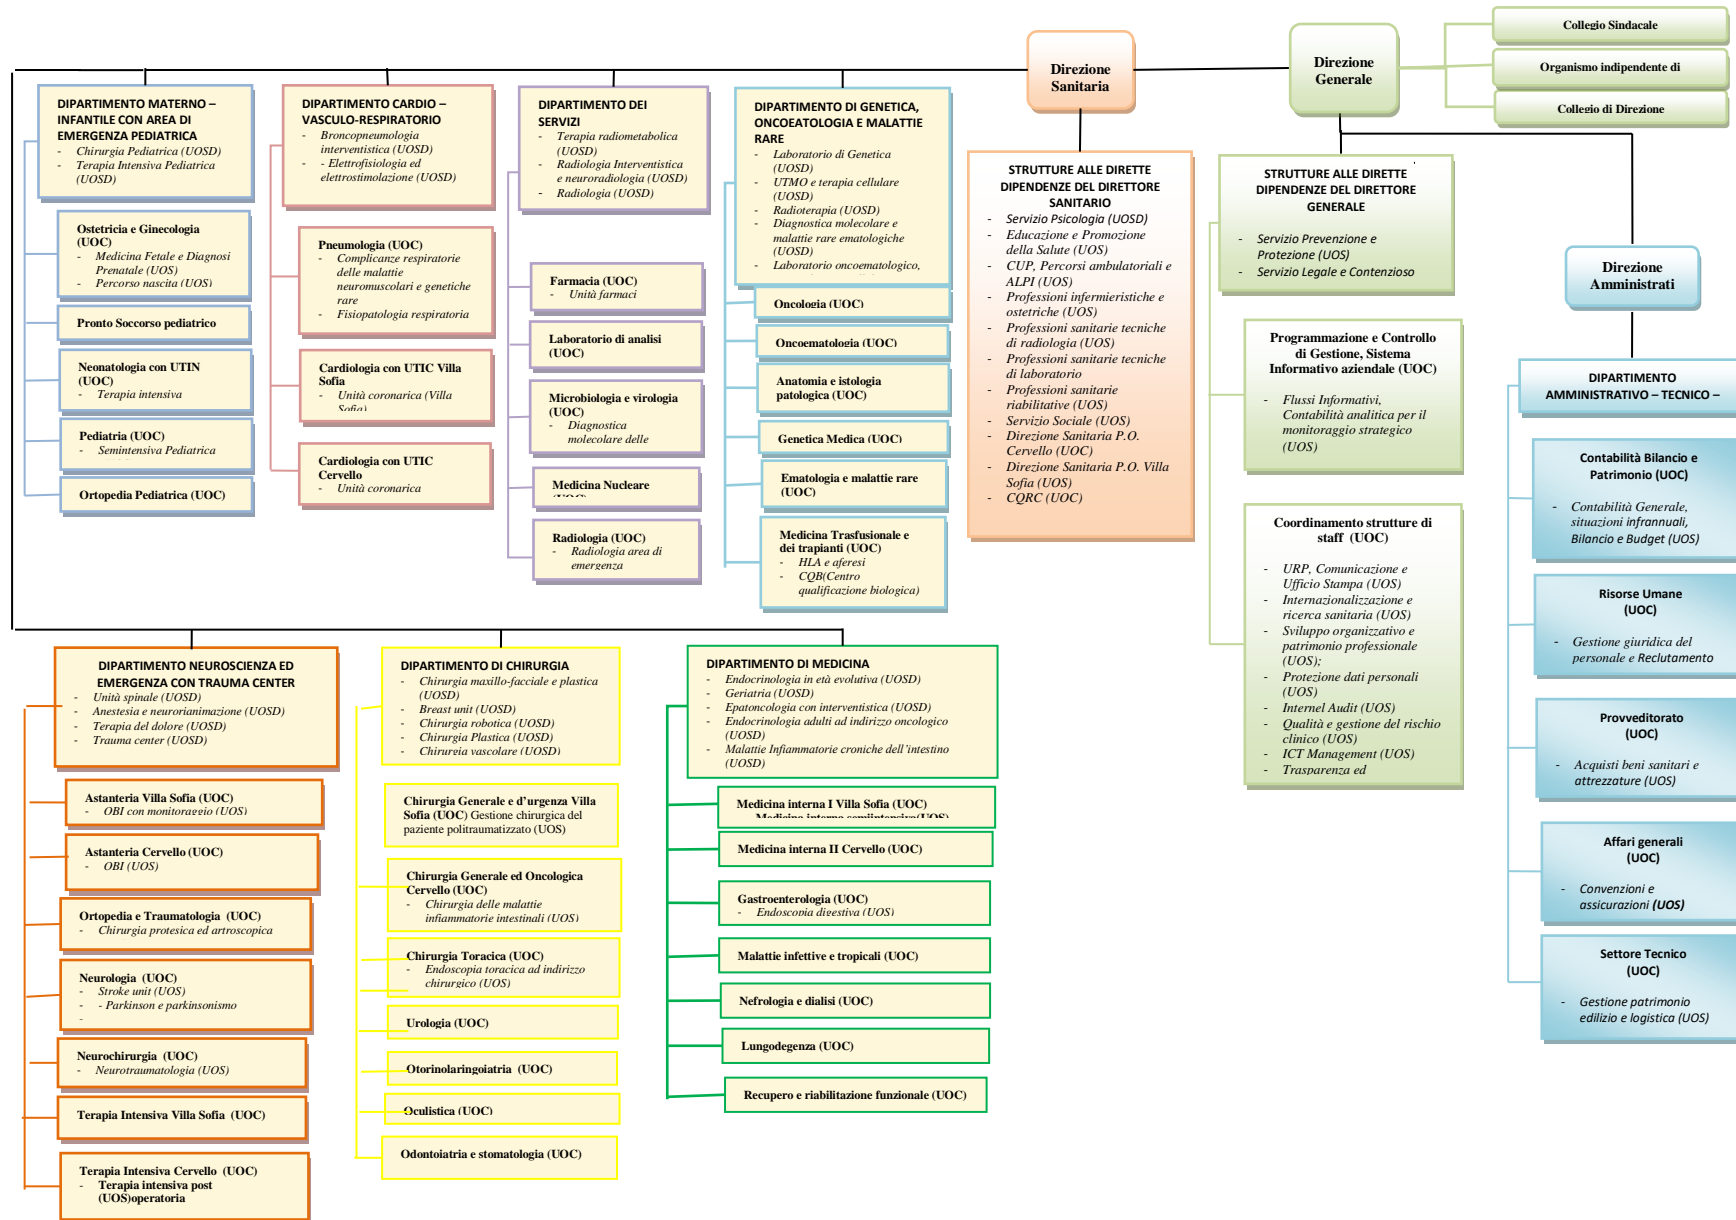 Collegio Sindacale
Organismo indipendente di
Collegio di Direzione
Direzione
Generale
Direzione
Sanitaria
DIPARTIMENTO MATERNO –
INFANTILE CON AREA DI
EMERGENZA PEDIATRICA
- Chirurgia Pediatrica (UOSD)
- Terapia Intensiva Pediatrica
(UOSD)
Ostetricia e Ginecologia
(UOC)
- Medicina Fetale e Diagnosi
Prenatale (UOS)
- Percorso nascita (UOS)
Pronto Soccorso pediatrico
Neonatologia con UTIN
(UOC)
- Terapia intensiva
Pediatria (UOC)
- Semintensiva Pediatrica
Ortopedia Pediatrica (UOC)
DIPARTIMENTO CARDIO –
VASCULO-RESPIRATORIO
- Broncopneumologia
interventistica (UOSD)
- - Elettrofisiologia ed
elettrostimolazione (UOSD)
Pneumologia (UOC)
- Complicanze respiratorie
delle malattie
neuromuscolari e genetiche
rare
- Fisiopatologia respiratoria
Cardiologia con UTIC Villa
Sofia
- Unità coronarica (Villa
Sofia)
Cardiologia con UTIC
Cervello
- Unità coronarica
DIPARTIMENTO DEI
SERVIZI
- Terapia radiometabolica
(UOSD)
- Radiologia Interventistica
e neuroradiologia (UOSD)
- Radiologia (UOSD)
Farmacia (UOC)
- Unità farmaci
Laboratorio di analisi
(UOC)
Microbiologia e virologia
(UOC)
- Diagnostica
molecolare delle
Medicina Nucleare
(UOC)
Radiologia (UOC)
- Radiologia area di
emergenza
DIPARTIMENTO DI GENETICA,
ONCOEATOLOGIA E MALATTIE
RARE
- Laboratorio di Genetica
(UOSD)
- UTMO e terapia cellulare
(UOSD)
- Radioterapia (UOSD)
- Diagnostica molecolare e
malattie rare ematologiche
(UOSD)
- Laboratorio oncoematologico,
Oncologia (UOC)
Oncoematologia (UOC)
Anatomia e istologia
patologica (UOC)
Genetica Medica (UOC)
Ematologia e malattie rare
(UOC)
Medicina Trasfusionale e
dei trapianti (UOC)
- HLA e aferesi
- CQB(Centro
qualificazione biologica)
STRUTTURE ALLE DIRETTE
DIPENDENZE DEL DIRETTORE
SANITARIO
- Servizio Psicologia (UOSD)
- Educazione e Promozione
della Salute (UOS)
- CUP, Percorsi ambulatoriali e
ALPI (UOS)
- Professioni infermieristiche e
ostetriche (UOS)
- Professioni sanitarie tecniche
di radiologia (UOS)
- Professioni sanitarie tecniche
di laboratorio
- Professioni sanitarie
riabilitative (UOS)
- Servizio Sociale (UOS)
- Direzione Sanitaria P.O.
Cervello (UOC)
- Direzione Sanitaria P.O. Villa
Sofia (UOS)
- CQRC (UOC)
STRUTTURE ALLE DIRETTE
DIPENDENZE DEL DIRETTORE
GENERALE
- Servizio Prevenzione e
Protezione (UOS)
- Servizio Legale e Contenzioso
Programmazione e Controllo
di Gestione, Sistema
Informativo aziendale (UOC)
- Flussi Informativi,
Contabilità analitica per il
monitoraggio strategico
(UOS)
Coordinamento strutture di
staff (UOC)
- URP, Comunicazione e
Ufficio Stampa (UOS)
- Internazionalizzazione e
ricerca sanitaria (UOS)
- Sviluppo organizzativo e
patrimonio professionale
(UOS);
- Protezione dati personali
(UOS)
- Internel Audit (UOS)
- Qualità e gestione del rischio
clinico (UOS)
- ICT Management (UOS)
- Trasparenza ed
Direzione
Amministrati
DIPARTIMENTO
AMMINISTRATIVO – TECNICO –
Contabilità Bilancio e
Patrimonio (UOC)
- Contabilità Generale,
situazioni infrannuali,
Bilancio e Budget (UOS)
Risorse Umane
(UOC)
- Gestione giuridica del
personale e Reclutamento
Provveditorato
(UOC)
- Acquisti beni sanitari e
attrezzature (UOS)
Affari generali
(UOC)
- Convenzioni e
assicurazioni (UOS)
Settore Tecnico
(UOC)
- Gestione patrimonio
edilizio e logistica (UOS)
DIPARTIMENTO NEUROSCIENZA ED
EMERGENZA CON TRAUMA CENTER
- Unità spinale (UOSD)
- Anestesia e neurorianimazione (UOSD)
- Terapia del dolore (UOSD)
- Trauma center (UOSD)
Astanteria Villa Sofia (UOC)
- OBI con monitoraggio (UOS)
Astanteria Cervello (UOC)
- OBI (UOS)
Ortopedia e Traumatologia (UOC)
- Chirurgia protesica ed artroscopica
Neurologia (UOC)
- Stroke unit (UOS)
- - Parkinson e parkinsonismo
-
Neurochirurgia (UOC)
- Neurotraumatologia (UOS)
Terapia Intensiva Villa Sofia (UOC)
Terapia Intensiva Cervello (UOC)
- Terapia intensiva post
(UOS)operatoria
DIPARTIMENTO DI CHIRURGIA
- Chirurgia maxillo-facciale e plastica
(UOSD)
- Breast unit (UOSD)
- Chirurgia robotica (UOSD)
- Chirurgia Plastica (UOSD)
- Chirurgia vascolare (UOSD)
Chirurgia Generale e d'urgenza Villa
Sofia (UOC) Gestione chirurgica del
paziente politraumatizzato (UOS)
Chirurgia Generale ed Oncologica
Cervello (UOC)
- Chirurgia delle malattie
infiammatorie intestinali (UOS)
Chirurgia Toracica (UOC)
- Endoscopia toracica ad indirizzo
chirurgico (UOS)
Urologia (UOC)
Otorinolaringoiatria (UOC)
Oculistica (UOC)
Odontoiatria e stomatologia (UOC)
DIPARTIMENTO DI MEDICINA
- Endocrinologia in età evolutiva (UOSD)
- Geriatria (UOSD)
- Epatoncologia con interventistica (UOSD)
- Endocrinologia adulti ad indirizzo oncologico
(UOSD)
- Malattie Infiammatorie croniche dell'intestino
(UOSD)
Medicina interna I Villa Sofia (UOC)
Medicina interna semiintensiva(UOS)
Medicina interna II Cervello (UOC)
Gastroenterologia (UOC)
- Endoscopia digestiva (UOS)
Malattie infettive e tropicali (UOC)
Nefrologia e dialisi (UOC)
Lungodegenza (UOC)
Recupero e riabilitazione funzionale (UOC)